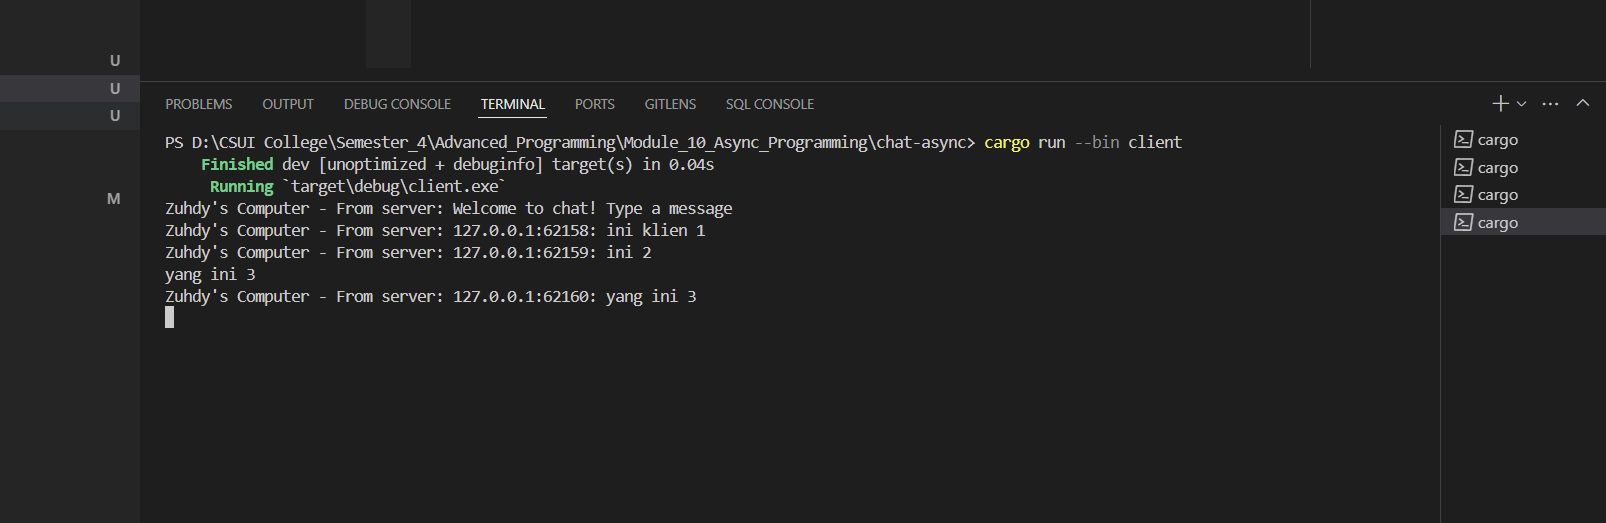 U
U
U
M
PROBLEMS OUTPUT DEBUG CONSOLE TERMINAL PORTS GITLENS SQL CONSOLE
PS D:\CSUI College\Semester_4\Advanced_Programming\Module_10_Async_Programming\chat-async> cargo run --bin client
Finished dev [unoptimized + debuginfo] target(s) in 0.04s
Running `target\debug\client.exe`
Zuhdy's Computer - From server: Welcome to chat! Type a message
Zuhdy's Computer - From server: 127.0.0.1:62158: ini klien 1
Zuhdy's Computer - From server: 127.0.0.1:62159: ini 2
yang ini 3
Zuhdy's Computer - From server: 127.0.0.1:62160: yang ini 3
cargo
cargo
cargo
cargo